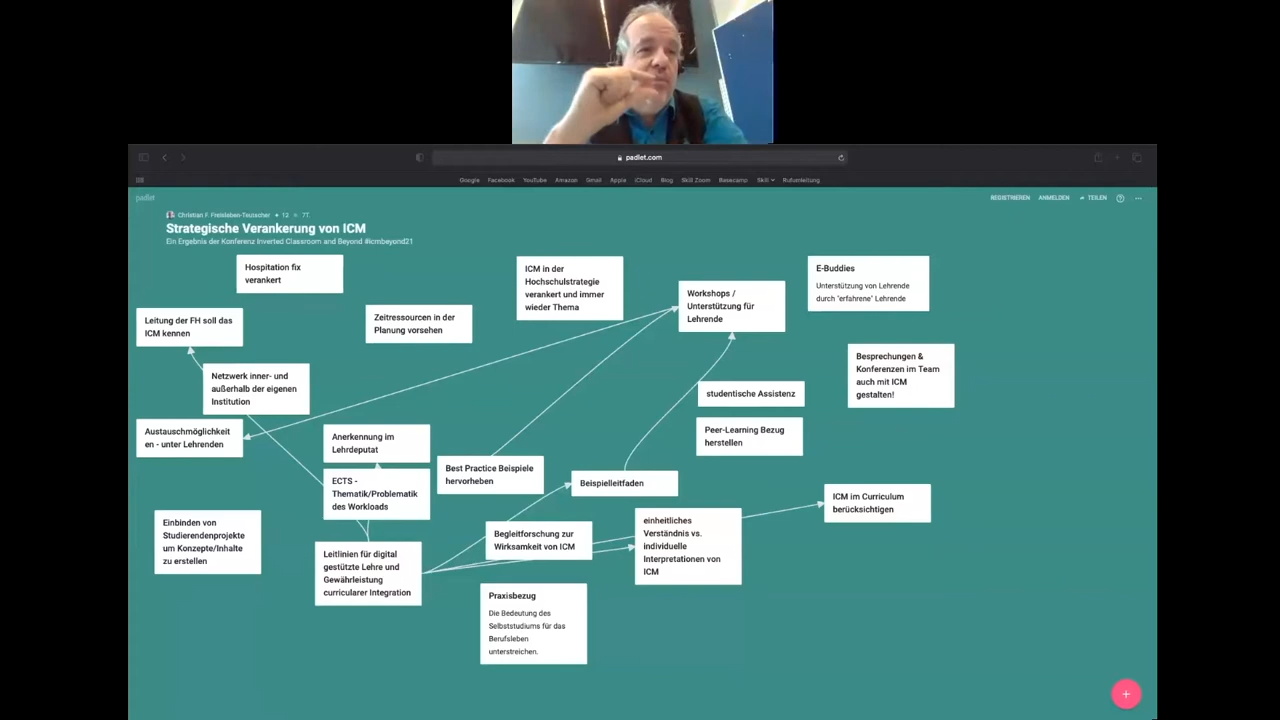 padlet.com
Google Facebook YouTube Amazon Gmail Apple iCloud Blog Skill Zoom Basecamp Skill Rufumleitung
padlet
REGISTRIEREN ANMELDEN TEILEN
Christian F. Freisleben-Teutscher + 12 7T.
Strategische Verankerung von ICM
Ein Ergebnis der Konferenz Inverted Classroom and Beyond #icmbeyond21
Hospitation fix
verankert
ICM in der
Hochschulstrategie
verankert und immer
wieder Thema
Workshops /
Unterstützung für
Lehrende
E-Buddies
Unterstützung von Lehrende
durch "erfahrene" Lehrende
Leitung der FH soll das
ICM kennen
Zeitressourcen in der
Planung vorsehen
Netzwerk inner- und
außerhalb der eigenen
Institution
Besprechungen &
Konferenzen im Team
auch mit ICM
gestalten!
studentische Assistenz
Austauschmöglichkeit
en - unter Lehrenden
Anerkennung im
Lehrdeputat
Peer-Learning Bezug
herstellen
Best Practice Beispiele
hervorheben
ECTS -
Thematik/Problematik
des Workloads
Beispielleitfaden
ICM im Curriculum
berücksichtigen
Einbinden von
Studierendenprojekte
um Konzepte/Inhalte
zu erstellen
Begleitforschung zur
Wirksamkeit von ICM
einheitliches
Verständnis vs.
individuelle
Interpretationen von
ICM
Leitlinien für digital
gestützte Lehre und
Gewährleistung
curricularer Integration
Praxisbezug
Die Bedeutung des
Selbststudiums für das
Berufsleben
unterstreichen.